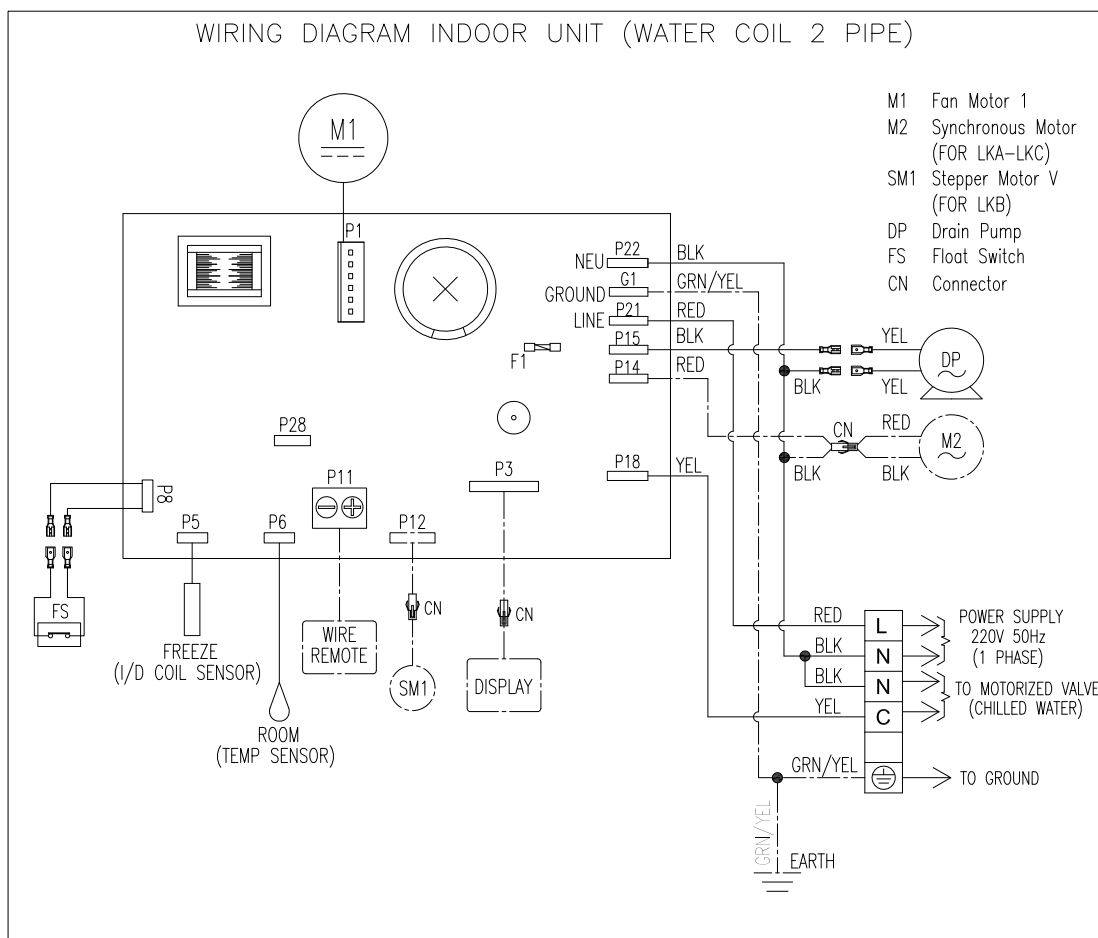 WIRING DIAGRAM INDOOR UNIT (WATER COIL 2 PIPE)
M1 Fan Motor 1
M2 Synchronous Motor
(FOR LKA-LKC)
SM1 Stepper Motor V
(FOR LKB)
DP Drain Pump
FS Float Switch
CN Connector
M1
P1
NEU P22 BLK
GROUND G1 GRN/YEL
LINE P21 RED
P15 BLK
P14 RED
F1
YEL
DP
BLK YEL
CN RED
M2
BLK BLK
P28
P18 YEL
P11
P3
P8
P5
P6
P12
FS
CN
CN
FREEZE
(I/D COIL SENSOR)
WIRE
REMOTE
SM1
DISPLAY
ROOM
(TEMP SENSOR)
RED L
BLK N
BLK N
YEL C
POWER SUPPLY
220V 50Hz
(1 PHASE)
TO MOTORIZED VALVE
(CHILLED WATER)
GRN/YEL
TO GROUND
GRN/YEL
EARTH